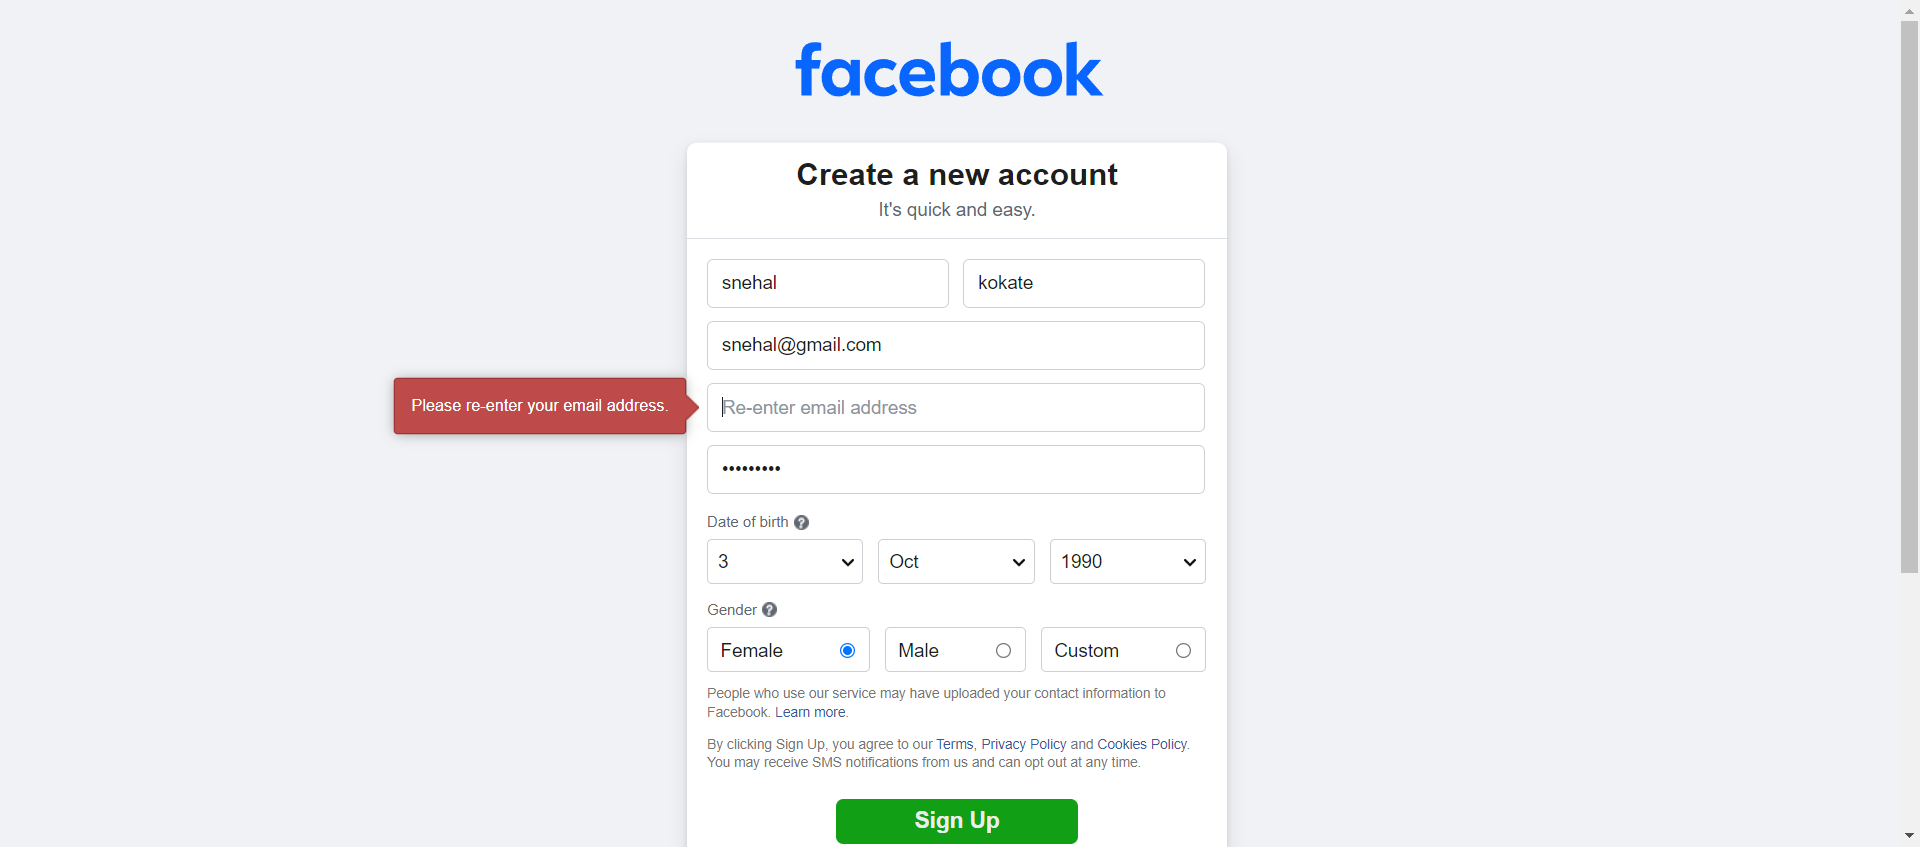 facebook
Create a new account
It's quick and easy.
snehal kokate
snehal@gmail.com
Please re-enter your email address.
Re-enter email address
•••••••••
Date of birth ?
3 Oct 1990
Gender ?
Female Male Custom
People who use our service may have uploaded your contact information to
Facebook. Learn more.
By clicking Sign Up, you agree to our Terms, Privacy Policy and Cookies Policy.
You may receive SMS notifications from us and can opt out at any time.
Sign Up